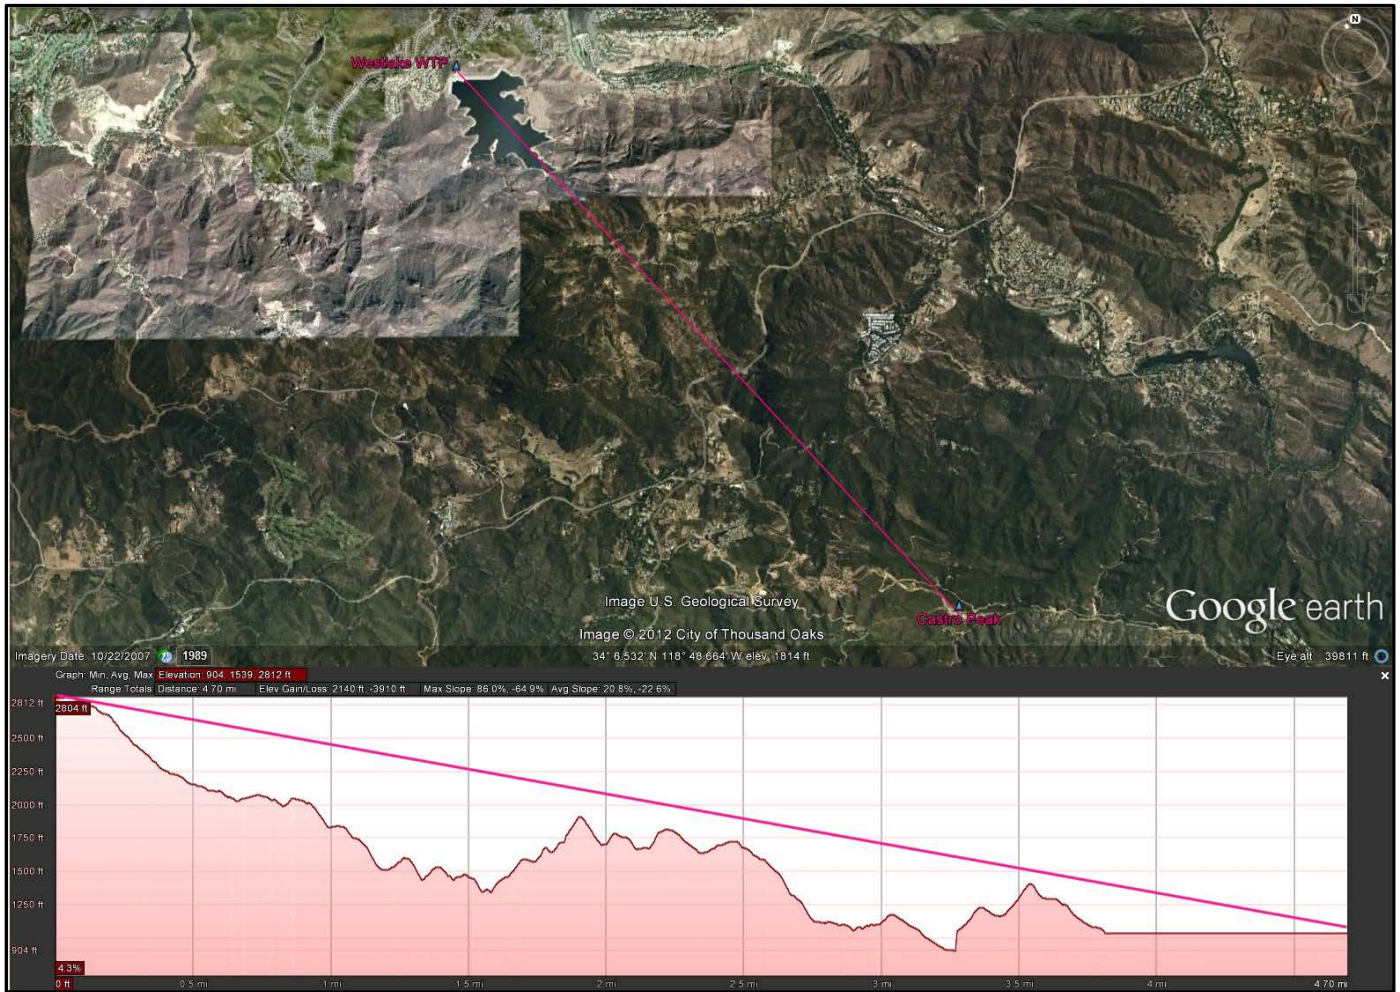 N
Westlake WTP
Castro Peak
Google earth
Image U.S. Geological Survey
Image © 2012 City of Thousand Oaks
Imagery Date: 10/22/2007 1989 34° 6.532' N 118° 48.664' W elev 1814 ft Eye alt 39811 ft
Graph: Min, Avg, Max Elevation: 904, 1539, 2812 ft
Range Totals: Distance: 4.70 mi Elev Gain/Loss: 2140 ft, -3910 ft Max Slope: 86.0%, -64.9% Avg Slope: 20.8%, -22.6%
2812 ft
2804 ft
2500 ft
2250 ft
2000 ft
1750 ft
1500 ft
1250 ft
904 ft
4.3%
0 ft 0.5 mi 1 mi 1.5 mi 2 mi 2.5 mi 3 mi 3.5 mi 4 mi 4.70 mi